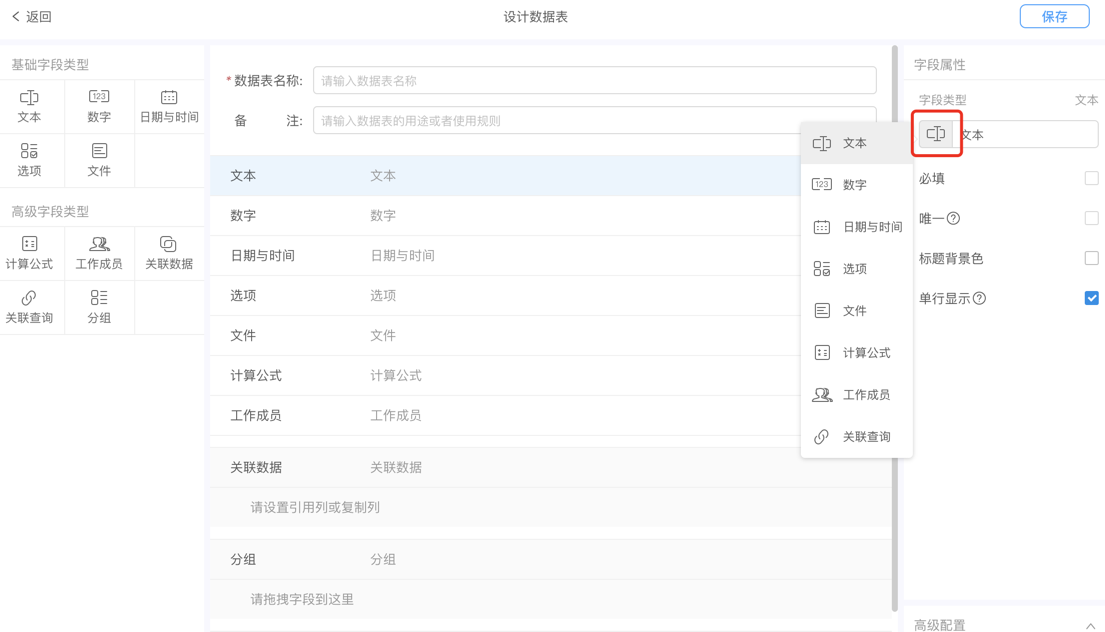 返回
设计数据表
保存
基础字段类型
文本
数字
日期与时间
选项
文件
高级字段类型
计算公式
工作成员
关联数据
关联查询
分组
*数据表名称:
请输入数据表名称
备 注:
请输入数据表的用途或者使用规则
文本 文本
数字 数字
日期与时间 日期与时间
选项 选项
文件 文件
计算公式 计算公式
工作成员 工作成员
关联数据 关联数据
请设置引用列或复制列
分组 分组
请拖拽字段到这里
文本
123 数字
日期与时间
选项
文件
计算公式
工作成员
关联查询
字段属性
字段类型 文本
文本
必填
唯一?
标题背景色
单行显示?
高级配置